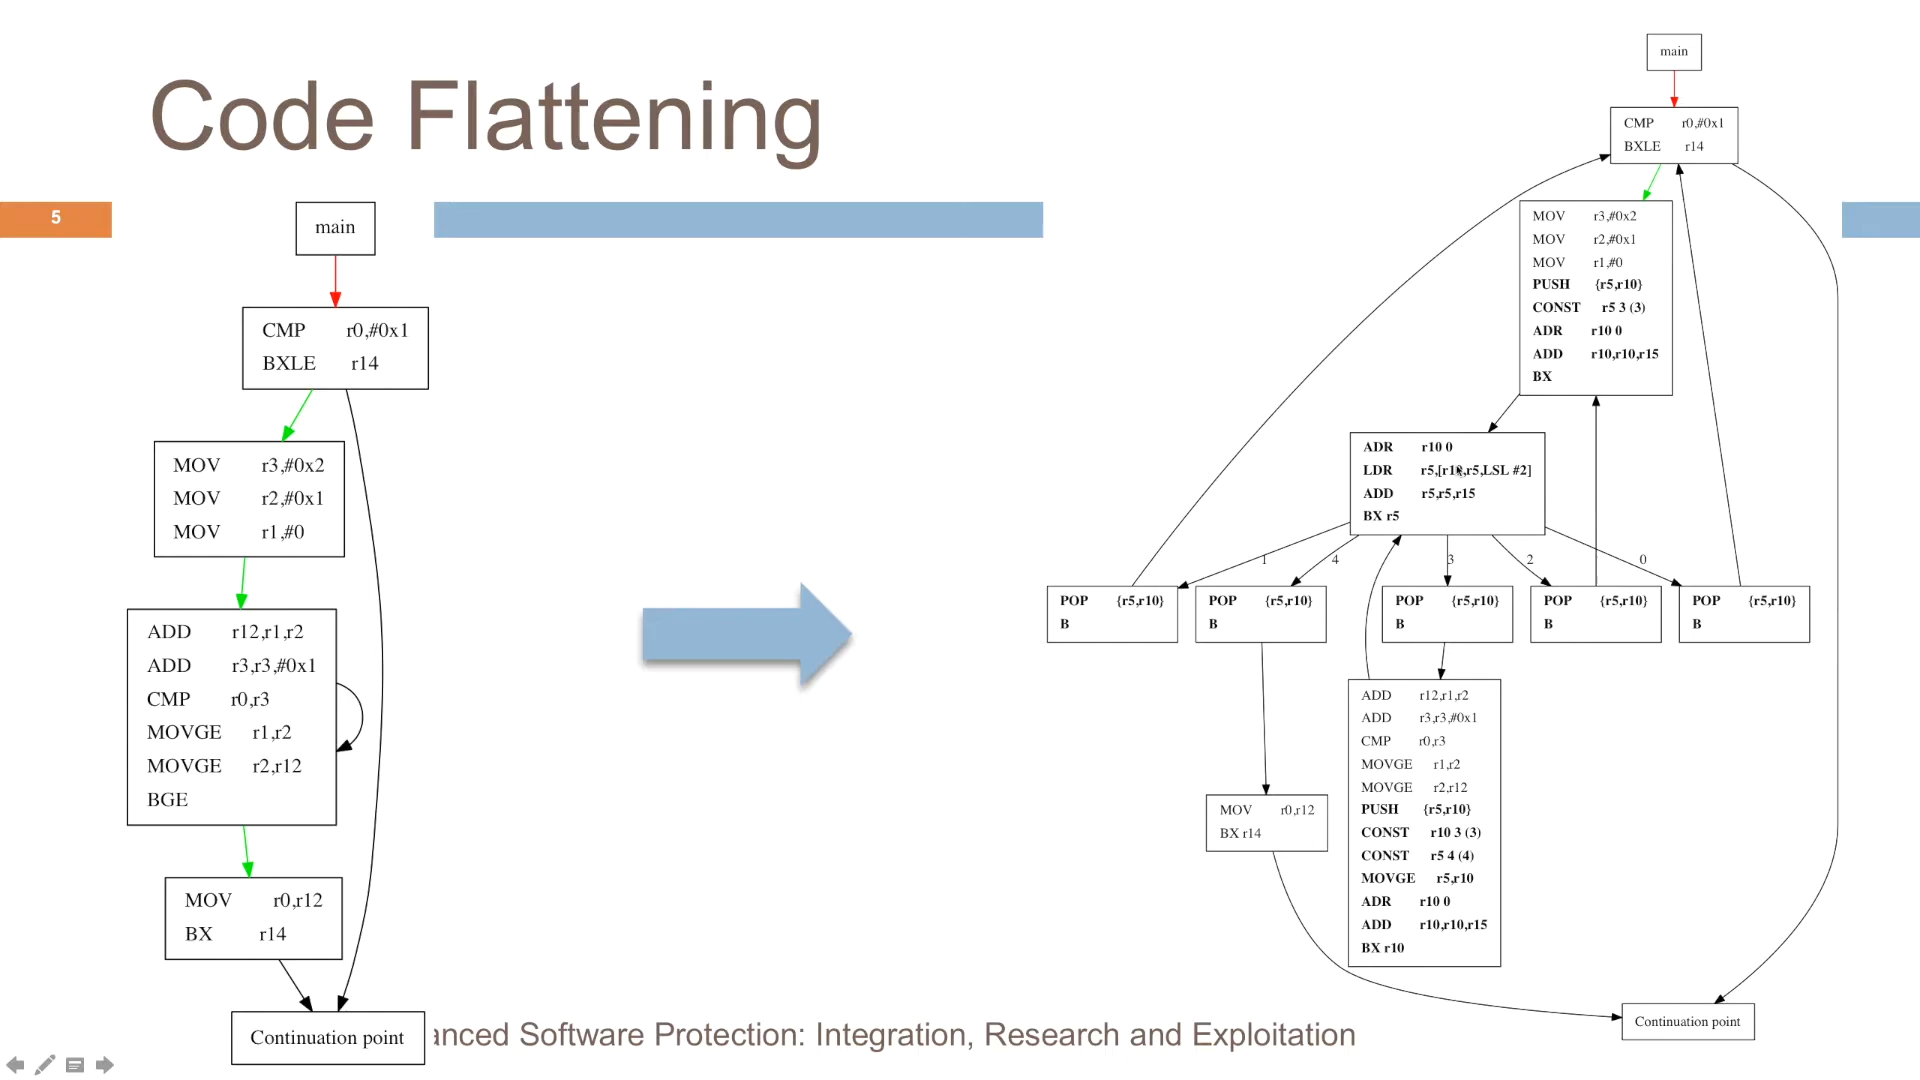 Code Flattening
5
main
CMP r0,#0x1
BXLE r14
MOV r3,#0x2
MOV r2,#0x1
MOV r1,#0
ADD r12,r1,r2
ADD r3,r3,#0x1
CMP r0,r3
MOVGE r1,r2
MOVGE r2,r12
BGE
MOV r0,r12
BX r14
Continuation point
main
CMP r0,#0x1
BXLE r14
MOV r3,#0x2
MOV r2,#0x1
MOV r1,#0
PUSH {r5,r10}
CONST r5 3 (3)
ADR r10 0
ADD r10,r10,r15
BX
ADR r10 0
LDR r5,[r10,r5,LSL #2]
ADD r5,r5,r15
BX r5
1
4
3
2
0
POP {r5,r10}
B
POP {r5,r10}
B
POP {r5,r10}
B
POP {r5,r10}
B
POP {r5,r10}
B
ADD r12,r1,r2
ADD r3,r3,#0x1
CMP r0,r3
MOVGE r1,r2
MOVGE r2,r12
PUSH {r5,r10}
CONST r10 3 (3)
CONST r5 4 (4)
MOVGE r5,r10
ADR r10 0
ADD r10,r10,r15
BX r10
MOV r0,r12
BX r14
Continuation point
anced Software Protection: Integration, Research and Exploitation